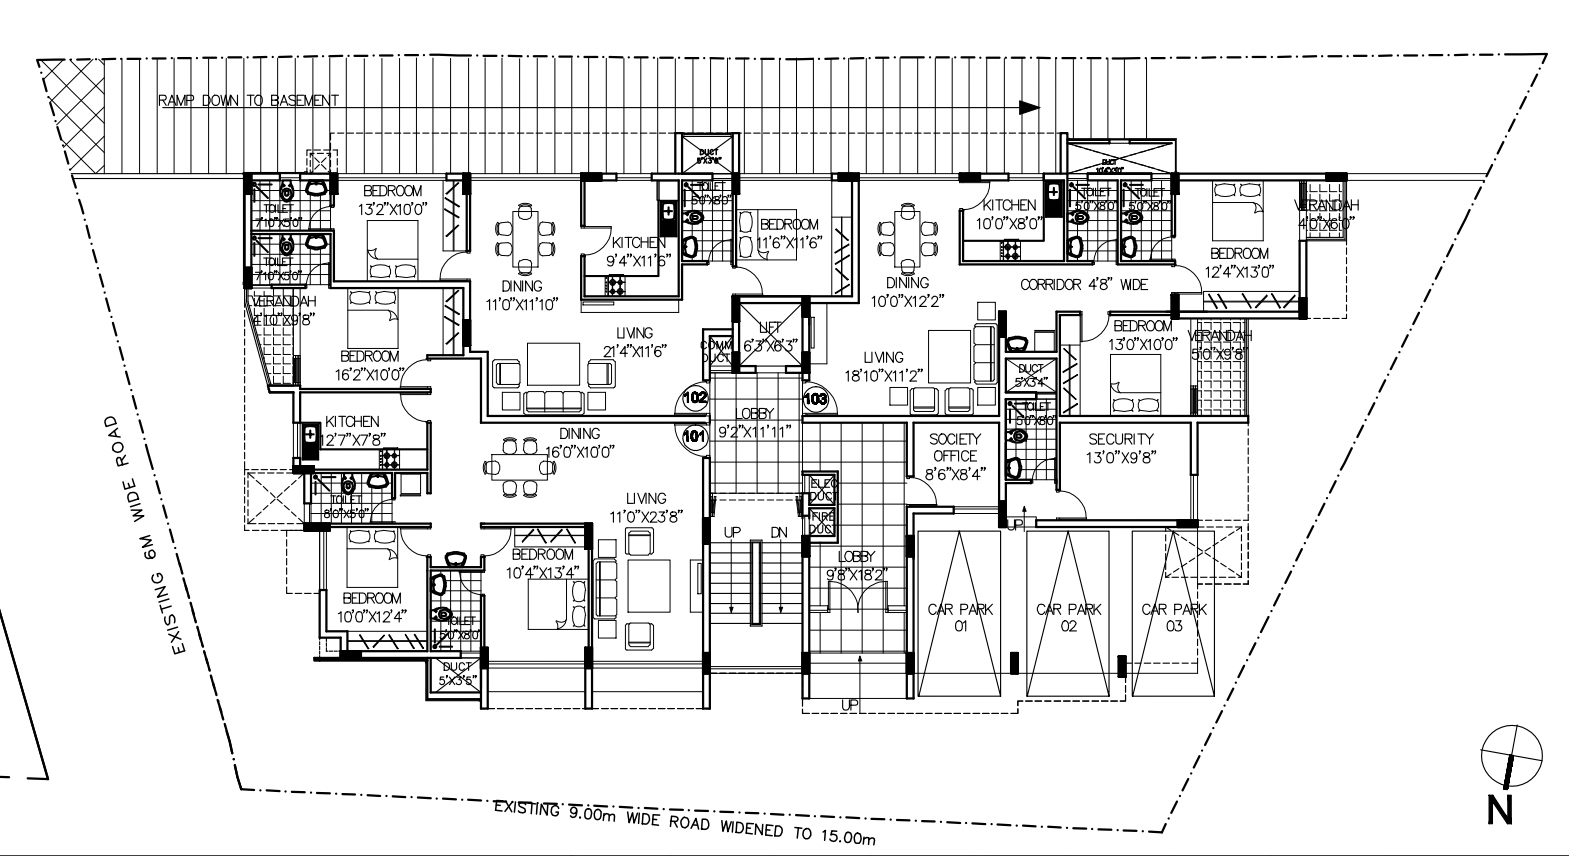 RAMP DOWN TO BASEMENT
DUCT
5'X3'6"
DUCT
TOILET
7'10"X5'0"
BEDROOM
13'2"X10'0"
TOILET
5'0"X8'0"
BEDROOM
11'6"X11'6"
KITCHEN
9'4"X11'6"
KITCHEN
10'0"X8'0"
TOILET
5'0"X8'0"
TOILET
5'0"X8'0"
VERANDAH
4'0"X6'0"
BEDROOM
12'4"X13'0"
TOILET
7'10"X5'0"
DINING
11'0"X11'10"
DINING
10'0"X12'2"
CORRIDOR 4'8" WIDE
VERANDAH
4'10"X9'8"
BEDROOM
16'2"X10'0"
LIVING
21'4"X11'6"
COMM
DUCT
LIFT
6'3"X6'3"
LIVING
18'10"X11'2"
BEDROOM
13'0"X10'0"
VERANDAH
5'0"X9'8"
DUCT
5'X3'4"
102
103
101
LOBBY
9'2"X11'11"
KITCHEN
12'7"X7'8"
DINING
16'0"X10'0"
TOILET
5'0"X8'0"
SOCIETY
OFFICE
8'6"X8'4"
SECURITY
13'0"X9'8"
TOILET
8'0"X5'0"
LIVING
11'0"X23'8"
ELEC
DUCT
FIRE
DUCT
UP
UP
DN
BEDROOM
10'4"X13'4"
LOBBY
9'8"X18'2"
BEDROOM
10'0"X12'4"
TOILET
5'0"X8'0"
DUCT
5'X3'5"
CAR PARK
01
CAR PARK
02
CAR PARK
03
UP
EXISTING 6M WIDE ROAD
EXISTING 9.00m WIDE ROAD WIDENED TO 15.00m
N